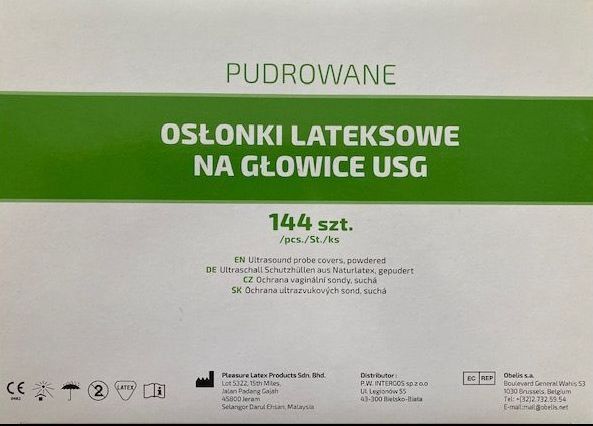 PUDROWANE
OSŁONKI LATEKSOWE
NA GŁOWICE USG
144 szt.
/pcs./St./ks
EN Ultrasound probe covers, powdered
DE Ultraschall Schutzhüllen aus Naturlatex, gepudert
CZ Ochrana vaginální sondy, suchá
SK Ochrana ultrazvukových sond, suchá
CE
2
LATEX
i
Pleasure Latex Products Sdn. Bhd.
Lot 5322, 15th Miles,
Jalan Padang Gajah
45800 Jeram
Selangor Darul Ehsan, Malaysia
Distributor:
P.W. INTERGOS sp z o.o
Ul. Legionów 55
43-300 Bielsko-Biała
EC REP
Obelis s.a.
Boulevard Général Wahis 53
1030 Brussels, Belgium
Tel: +(32)2.732.59.54
E-mail:mail@obelis.net